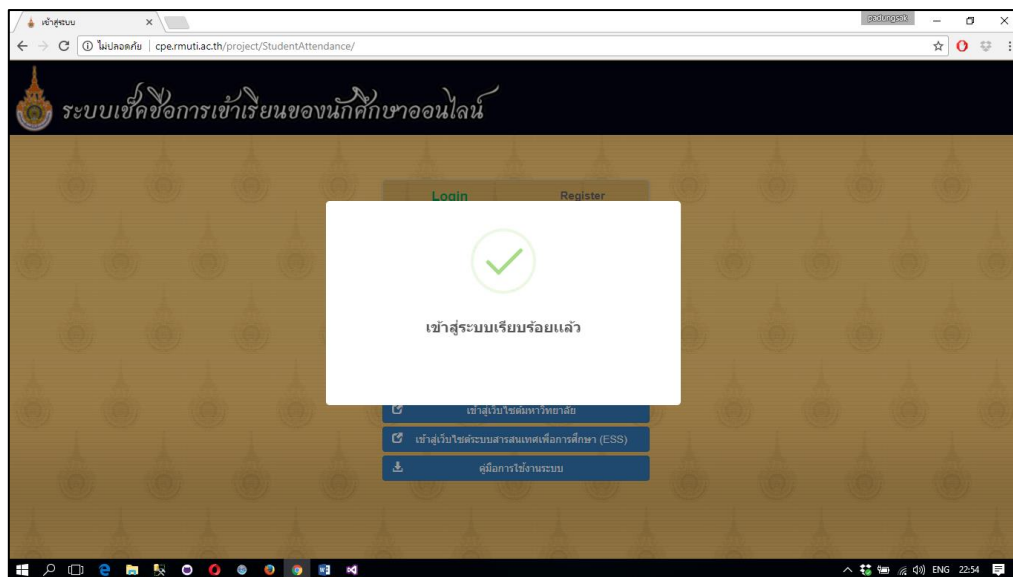 เข้าสู่ระบบ
padungsak
ไม่ปลอดภัย | cpe.rmuti.ac.th/project/StudentAttendance/
ระบบเช็คชื่อการเข้าเรียนของนักศึกษาออนไลน์
Login Register
เข้าสู่ระบบเรียบร้อยแล้ว
เข้าสู่เว็บไซต์มหาวิทยาลัย
เข้าสู่เว็บไซต์ระบบสารสนเทศเพื่อการศึกษา (ESS)
คู่มือการใช้งานระบบ
ENG 22:54